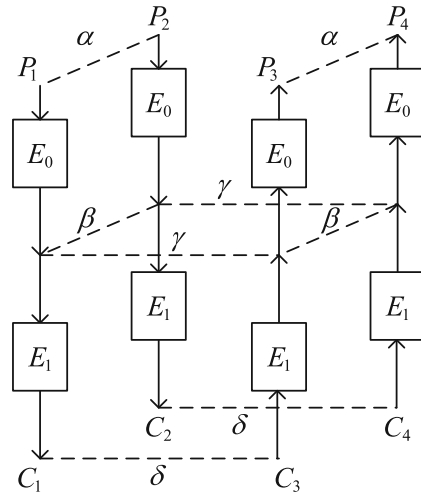 α P₂ α P₄
P₁ P₃
E₀ E₀
E₀ E₀
γ
β γ β
E₁ E₁
E₁ E₁
C₂ δ C₄
C₁ δ C₃